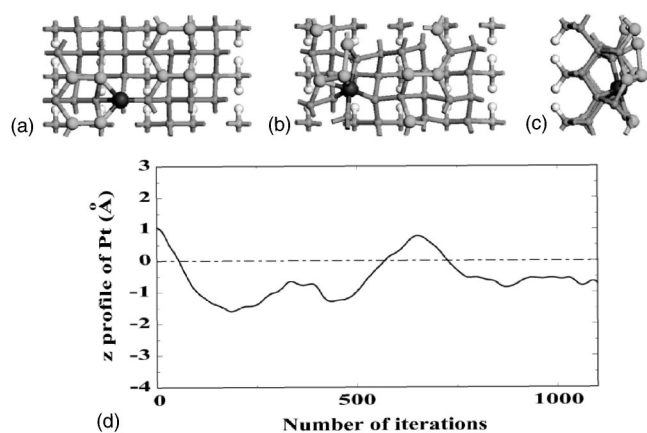 (a)
(b)
(c)
3
2
1
0
-1
-2
-3
-4
z profile of Pt (Å)
0
500
1000
(d)
Number of iterations